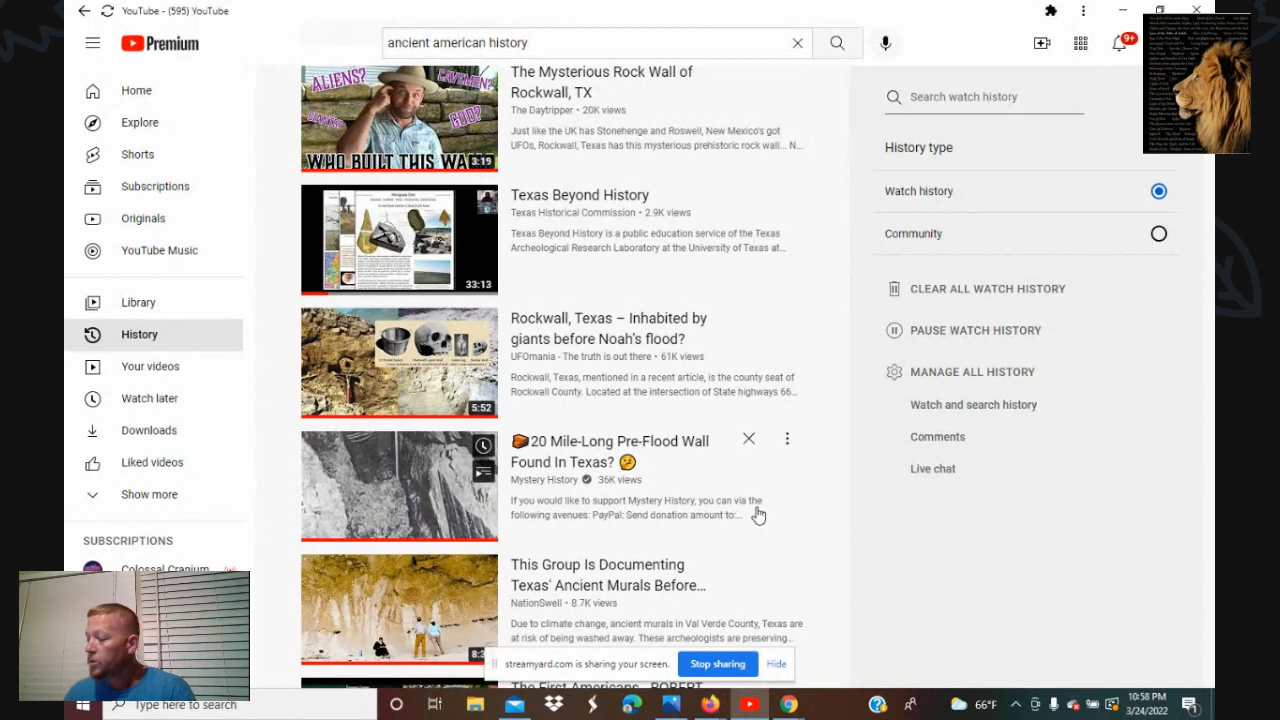 YouTube - (595) YouTube
Premium
ancient american history
9+
Home
Explore
Shorts
Subscriptions
Originals
YouTube Music
Library
History
Your videos
Watch later
Downloads
Liked videos
Show more
SUBSCRIPTIONS
Colossal Cranium
ALIENS?
WHO BUILT THIS WA
3:19
The Mysterious Rock Wall of
Rockwall, TX
The Daytripper • 20K views
Just like the UK has Stonehenge and Roswell, New Mexico's got
UFOs, Rockwall, Texas has this mysterious prehistoric rock wall... N...
33:13
Texas Beyond History
Texas Historical Commission • 2.9K views
Texas Beyond History is a public education service of the Texas
Archeological Research Laboratory at the University of Texas at...
5:52
Rockwall, Texas – Inhabited by
giants before Noah's flood?
UFOmania - The truth is out there • 61K views
Rockwall, Texas, mentioned in a recent article, is the county seat of
Rockwall County. Located at the intersection of State highways 66...
20 Mile-Long Pre-Flood Wall
Found In Texas?
Mystery History 36K views
If you would like to support Mystery History, you can via the
following avenues: PayPal: Send donation amount to:...
This Group Is Documenting
Texas' Ancient Murals Before...
NationSwell • 8.7K views
Due to climate change, ancient murals in Val Verde County, Texas are
at risk of being washed away. These archeologists are preserving...
The First Americans - ROBERT
Search watch history
History type
Watch history
Community
CLEAR ALL WATCH HISTORY
PAUSE WATCH HISTORY
MANAGE ALL HISTORY
Watch and search history
Comments
Live chat
streamyard.com is sharing your screen.
Stop sharing
Hide
Type here to search
66°F
10:58 PM
3/24/2022